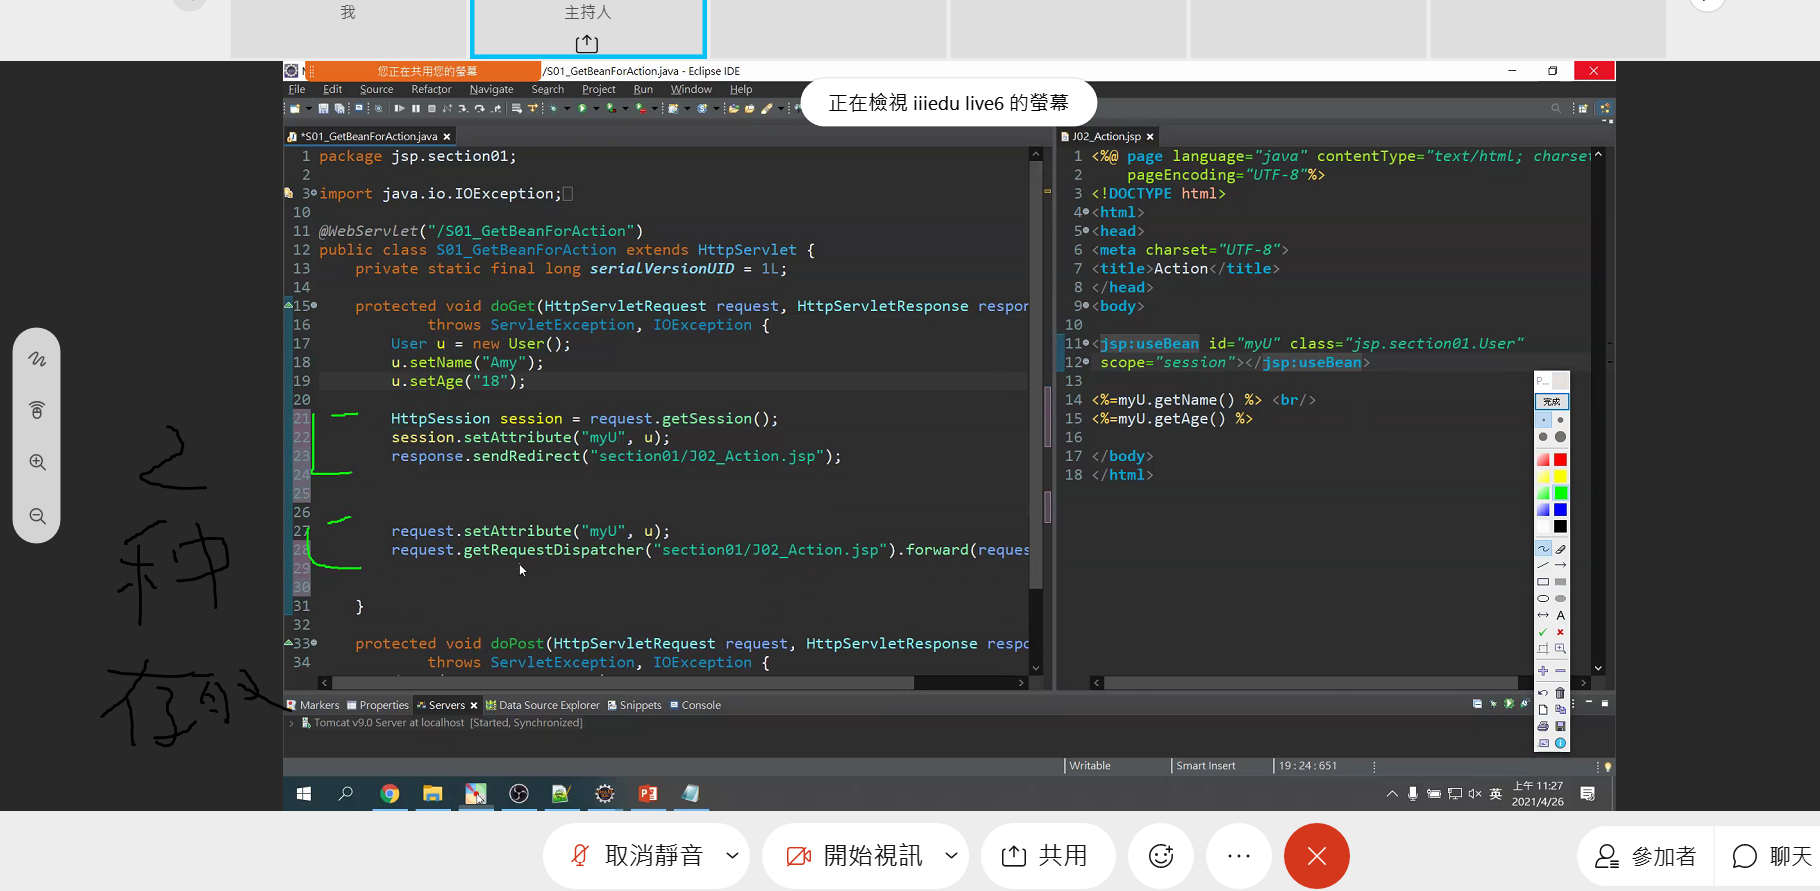 我
主持人
您正在共用您的螢幕
/S01_GetBeanForAction.java - Eclipse IDE
正在檢視 iiiedu live6 的螢幕
File Edit Source Refactor Navigate Search Project Run Window Help
*S01_GetBeanForAction.java
1 package jsp.section01;
2
3 import java.io.IOException;
10
11 @WebServlet("/S01_GetBeanForAction")
12 public class S01_GetBeanForAction extends HttpServlet {
13 private static final long serialVersionUID = 1L;
14
15 protected void doGet(HttpServletRequest request, HttpServletResponse respon
16 throws ServletException, IOException {
17 User u = new User();
18 u.setName("Amy");
19 u.setAge("18");
20
21 HttpSession session = request.getSession();
22 session.setAttribute("myU", u);
23 response.sendRedirect("section01/J02_Action.jsp");
24
25
26
27 request.setAttribute("myU", u);
28 request.getRequestDispatcher("section01/J02_Action.jsp").forward(reques
29
30
31 }
32
33 protected void doPost(HttpServletRequest request, HttpServletResponse respo
34 throws ServletException, IOException {
J02_Action.jsp
1 <%@ page language="java" contentType="text/html; charset
2 pageEncoding="UTF-8"%>
3 <!DOCTYPE html>
4 <html>
5 <head>
6 <meta charset="UTF-8">
7 <title>Action</title>
8 </head>
9 <body>
10
11 <jsp:useBean id="myU" class="jsp.section01.User"
12 scope="session"></jsp:useBean>
13
14 <%=myU.getName() %> <br/>
15 <%=myU.getAge() %>
16
17 </body>
18 </html>
P...
完成
A
2
種
Markers Properties Servers Data Source Explorer Snippets Console
Tomcat v9.0 Server at localhost [Started, Synchronized]
Writable Smart Insert 19 : 24 : 651
英
上午 11:27
2021/4/26
取消靜音 開始視訊 共用 參加者 聊天